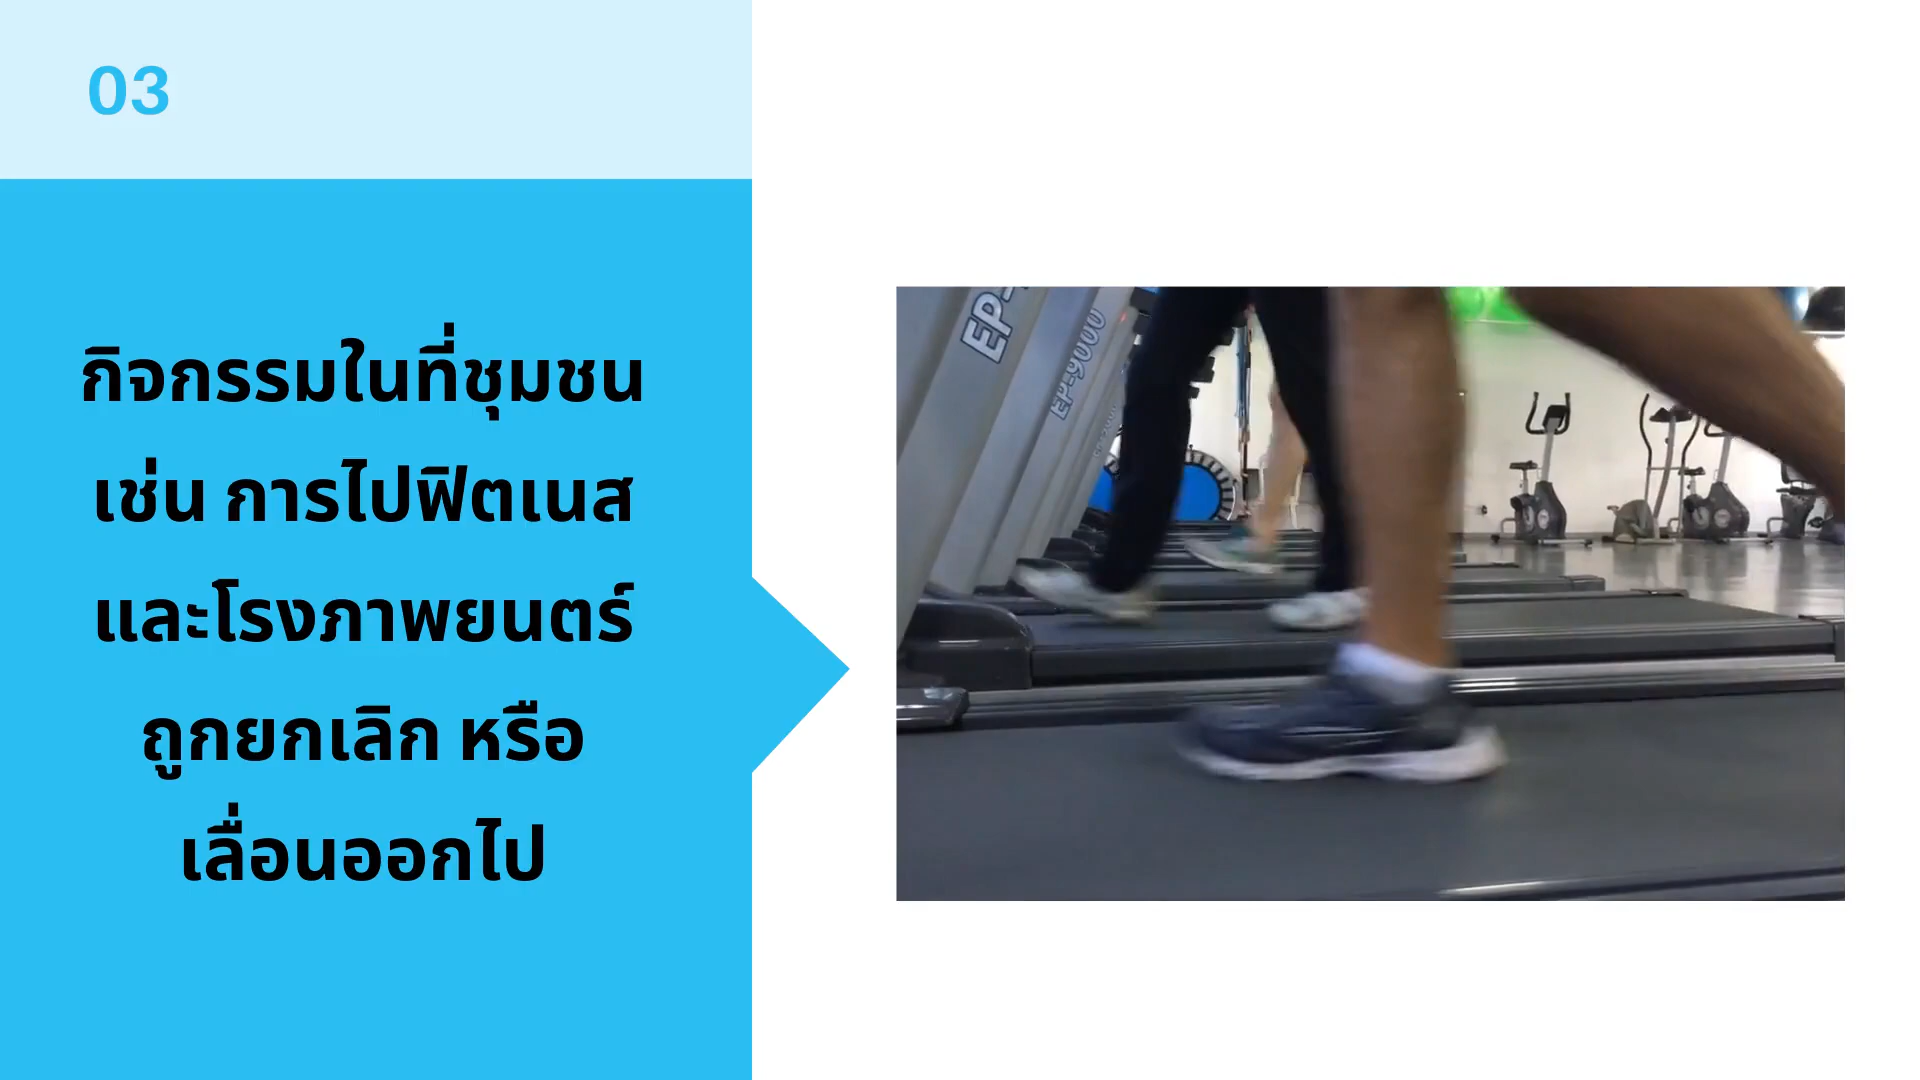 03
กิจกรรมในที่ชุมชน
เช่น การไปฟิตเนส
และโรงภาพยนตร์
ถูกยกเลิก หรือ
เลื่อนออกไป
EP-
EP-9000